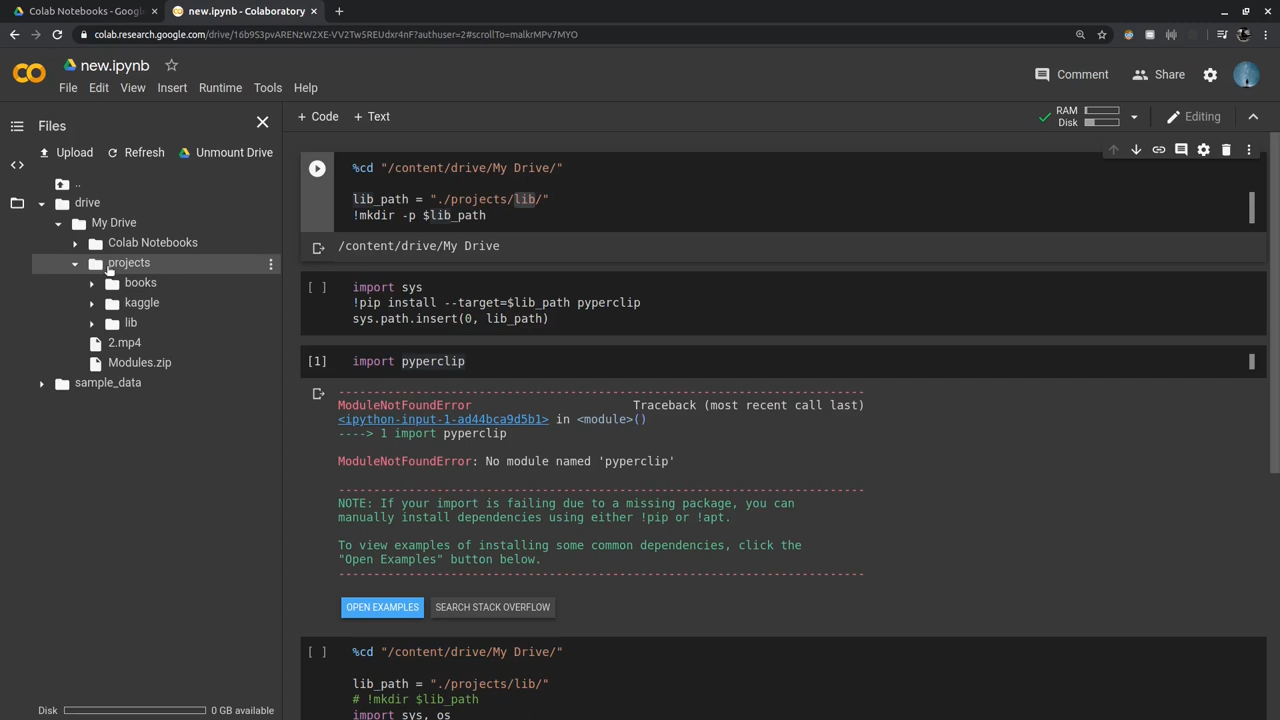 Colab Notebooks - Googl
new.ipynb - Colaboratory
colab.research.google.com/drive/16b9S3pvARENzW2XE-VV2Tw5REUdxr4nF?authuser=2#scrollTo=malkrMPv7MYO
new.ipynb
File Edit View Insert Runtime Tools Help
Comment Share
Files
Upload Refresh Unmount Drive
..
drive
My Drive
Colab Notebooks
projects
books
kaggle
lib
2.mp4
Modules.zip
sample_data
Disk 0 GB available
+ Code + Text
RAM
Disk
Editing
%cd "/content/drive/My Drive/"
lib_path = "./projects/lib/"
!mkdir -p $lib_path
/content/drive/My Drive
[ ] import sys
!pip install --target=$lib_path pyperclip
sys.path.insert(0, lib_path)
[1] import pyperclip
---------------------------------------------------------------------------
ModuleNotFoundError Traceback (most recent call last)
<ipython-input-1-ad44bca9d5b1> in <module>()
----> 1 import pyperclip
ModuleNotFoundError: No module named 'pyperclip'
---------------------------------------------------------------------------
NOTE: If your import is failing due to a missing package, you can
manually install dependencies using either !pip or !apt.
To view examples of installing some common dependencies, click the
"Open Examples" button below.
---------------------------------------------------------------------------
OPEN EXAMPLES SEARCH STACK OVERFLOW
[ ] %cd "/content/drive/My Drive/"
lib_path = "./projects/lib/"
# !mkdir $lib_path
import sys, os